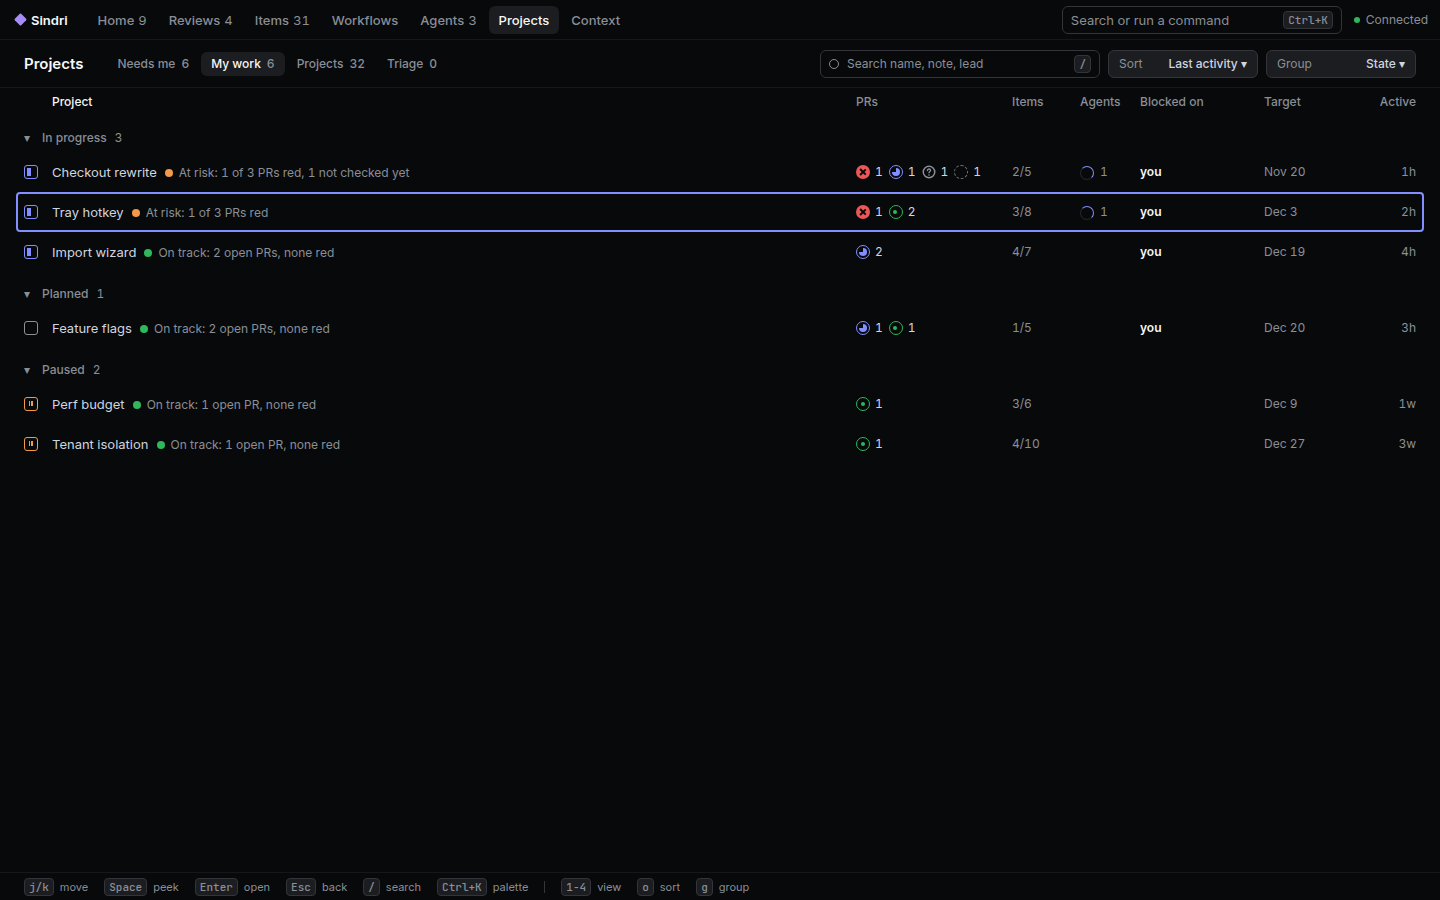 Sindri Home 9 Reviews 4 Items 31 Workflows Agents 3 Projects Context Search or run a command Ctrl+K Connected
Projects Needs me 6 My work 6 Projects 32 Triage 0 Search name, note, lead / Sort Last activity ▾ Group State ▾
Project PRs Items Agents Blocked on Target Active
▾ In progress 3
Checkout rewrite At risk: 1 of 3 PRs red, 1 not checked yet 1 1 ? 1 1 2/5 1 you Nov 20 1h
Tray hotkey At risk: 1 of 3 PRs red 1 2 3/8 1 you Dec 3 2h
Import wizard On track: 2 open PRs, none red 2 4/7 you Dec 19 4h
▾ Planned 1
Feature flags On track: 2 open PRs, none red 1 1 1/5 you Dec 20 3h
▾ Paused 2
Perf budget On track: 1 open PR, none red 1 3/6 Dec 9 1w
Tenant isolation On track: 1 open PR, none red 1 4/10 Dec 27 3w
j/k move Space peek Enter open Esc back / search Ctrl+K palette 1-4 view o sort g group